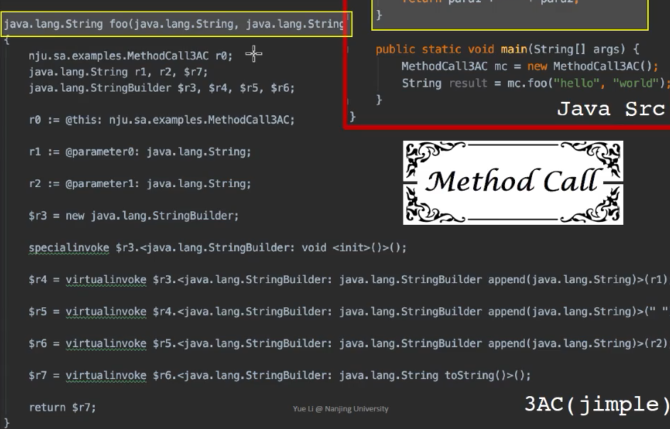 java.lang.String foo(java.lang.String, java.lang.String
{
nju.sa.examples.MethodCall3AC r0;
java.lang.String r1, r2, $r7;
java.lang.StringBuilder $r3, $r4, $r5, $r6;
r0 := @this: nju.sa.examples.MethodCall3AC;
r1 := @parameter0: java.lang.String;
r2 := @parameter1: java.lang.String;
$r3 = new java.lang.StringBuilder;
specialinvoke $r3.<java.lang.StringBuilder: void <init>()>();
$r4 = virtualinvoke $r3.<java.lang.StringBuilder: java.lang.StringBuilder append(java.lang.String)>(r1)
$r5 = virtualinvoke $r4.<java.lang.StringBuilder: java.lang.StringBuilder append(java.lang.String)>(" "
$r6 = virtualinvoke $r5.<java.lang.StringBuilder: java.lang.StringBuilder append(java.lang.String)>(r2)
$r7 = virtualinvoke $r6.<java.lang.StringBuilder: java.lang.String toString()>();
return $r7;
}
}
public static void main(String[] args) {
MethodCall3AC mc = new MethodCall3AC();
String result = mc.foo("hello", "world");
}
}
Java Src
Method Call
Yue Li @ Nanjing University
3AC(jimple)